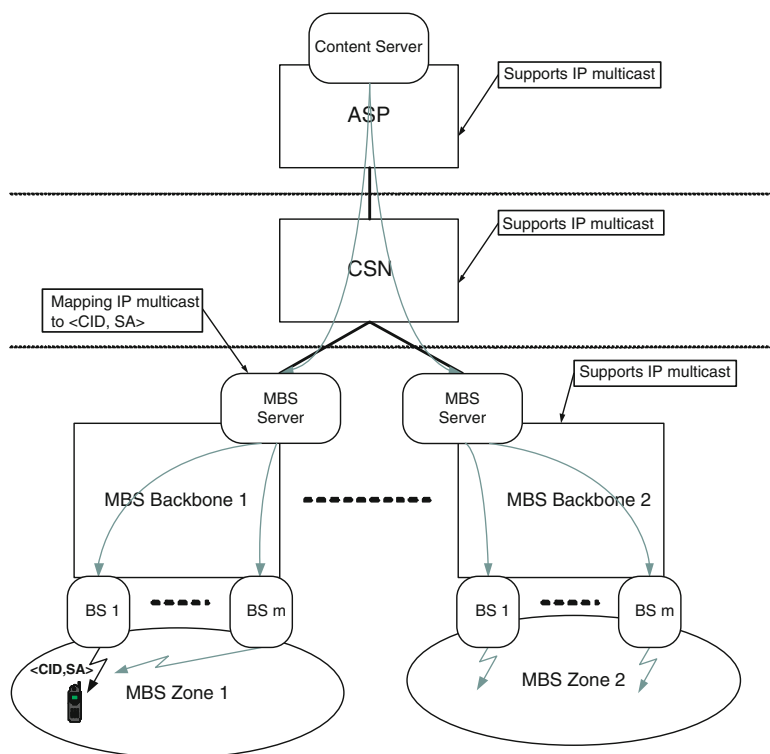 Content Server
Supports IP multicast
ASP
Supports IP multicast
CSN
Mapping IP multicast
to <CID, SA>
Supports IP multicast
MBS
Server
MBS
Server
MBS Backbone 1
MBS Backbone 2
BS 1
BS m
BS 1
BS m
<CID,SA>
MBS Zone 1
MBS Zone 2